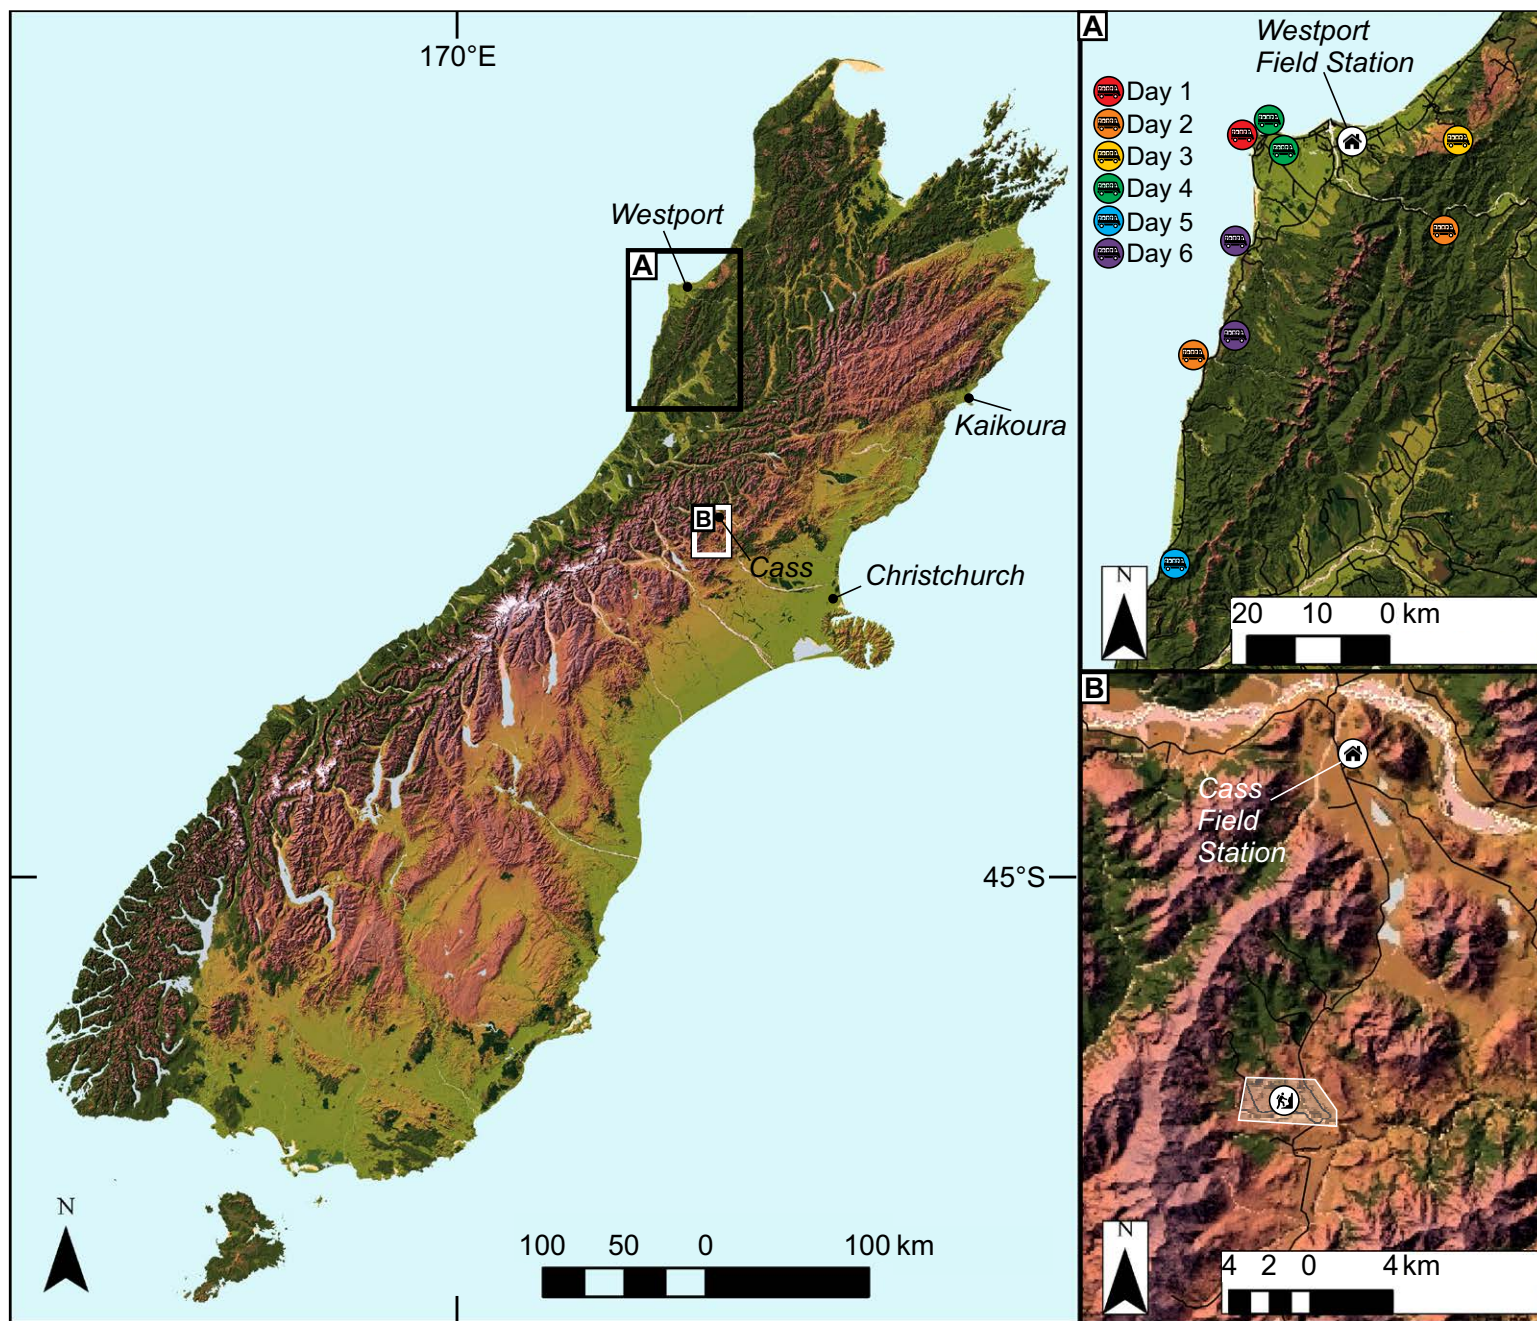 170°E
Westport
A
Kaikoura
B
Cass
Christchurch
45°S
N
100 50 0 100 km
A
Westport
Field Station
Day 1
Day 2
Day 3
Day 4
Day 5
Day 6
N
20 10 0 km
B
Cass
Field
Station
N
4 2 0 4 km